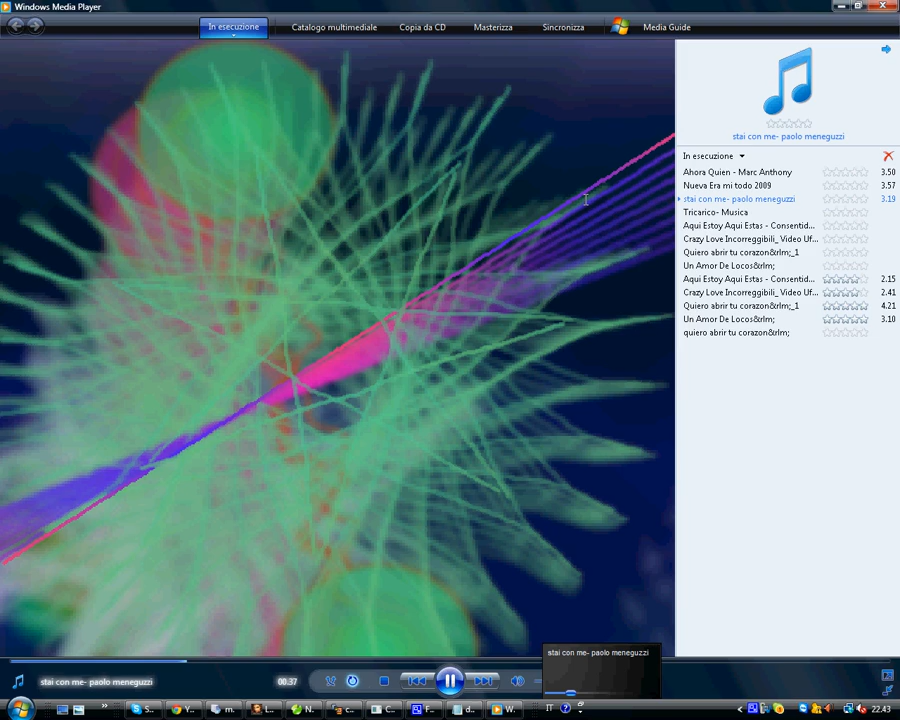 Windows Media Player
In esecuzione Catalogo multimediale Copia da CD Masterizza Sincronizza Media Guide
stai con me- paolo meneguzzi
In esecuzione
Ahora Quien - Marc Anthony 3.50
Nueva Era mi todo 2009 3.57
stai con me- paolo meneguzzi 3.19
Tricarico- Musica
Aqui Estoy Aqui Estas - Consentid...
Crazy Love Incorreggibili_ Video Uf...
Quiero abrir tu corazon&rlm;_1
Un Amor De Locos&rlm;
Aqui Estoy Aqui Estas - Consentid... 2.15
Crazy Love Incorreggibili_ Video Uf... 2.41
Quiero abrir tu corazon&rlm;_1 4.21
Un Amor De Locos&rlm; 3.10
quiero abrir tu corazon&rlm;
stai con me- paolo meneguzzi
stai con me- paolo meneguzzi 00.37
S... Y... m. L... N. c... C... F... d... W. IT 22.43